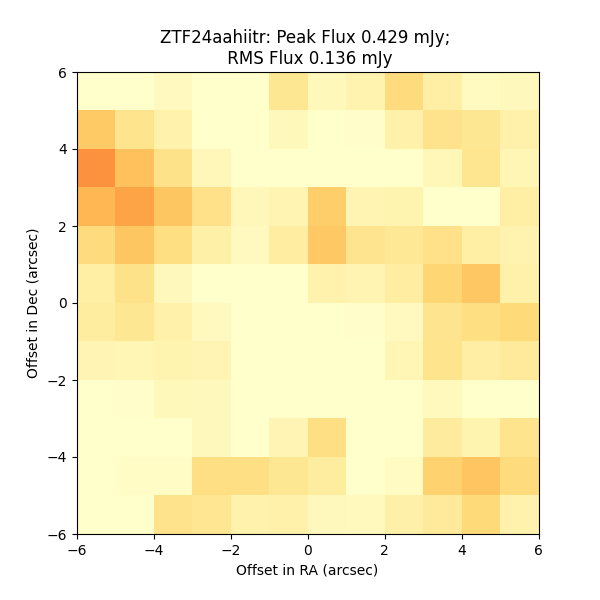 ZTF24aahiitr: Peak Flux 0.429 mJy;
RMS Flux 0.136 mJy
6
4
2
0
−2
−4
−6
Offset in Dec (arcsec)
−6 −4 −2 0 2 4 6
Offset in RA (arcsec)